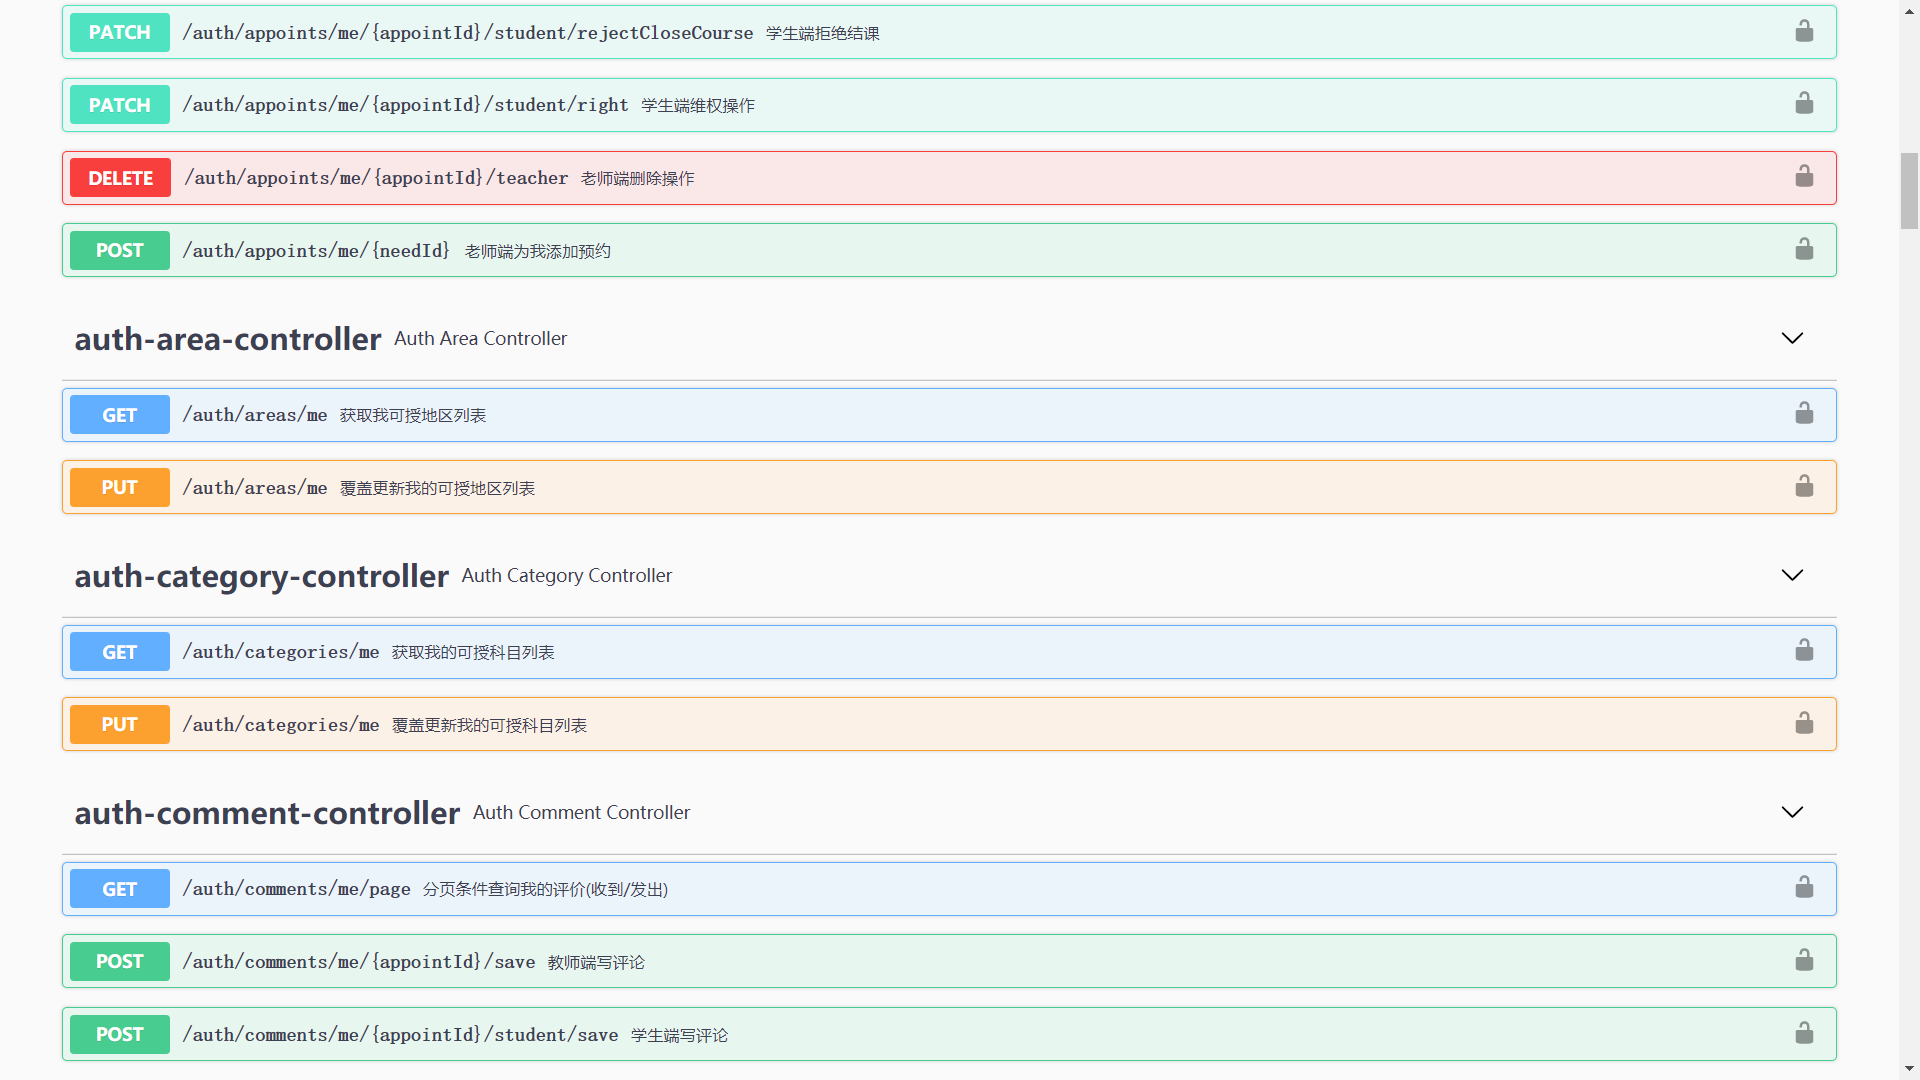 PATCH /auth/appoints/me/{appointId}/student/rejectCloseCourse 学生端拒绝结课
PATCH /auth/appoints/me/{appointId}/student/right 学生端维权操作
DELETE /auth/appoints/me/{appointId}/teacher 老师端删除操作
POST /auth/appoints/me/{needId} 老师端为我添加预约
auth-area-controller Auth Area Controller
GET /auth/areas/me 获取我可授地区列表
PUT /auth/areas/me 覆盖更新我的可授地区列表
auth-category-controller Auth Category Controller
GET /auth/categories/me 获取我的可授科目列表
PUT /auth/categories/me 覆盖更新我的可授科目列表
auth-comment-controller Auth Comment Controller
GET /auth/comments/me/page 分页条件查询我的评价(收到/发出)
POST /auth/comments/me/{appointId}/save 教师端写评论
POST /auth/comments/me/{appointId}/student/save 学生端写评论